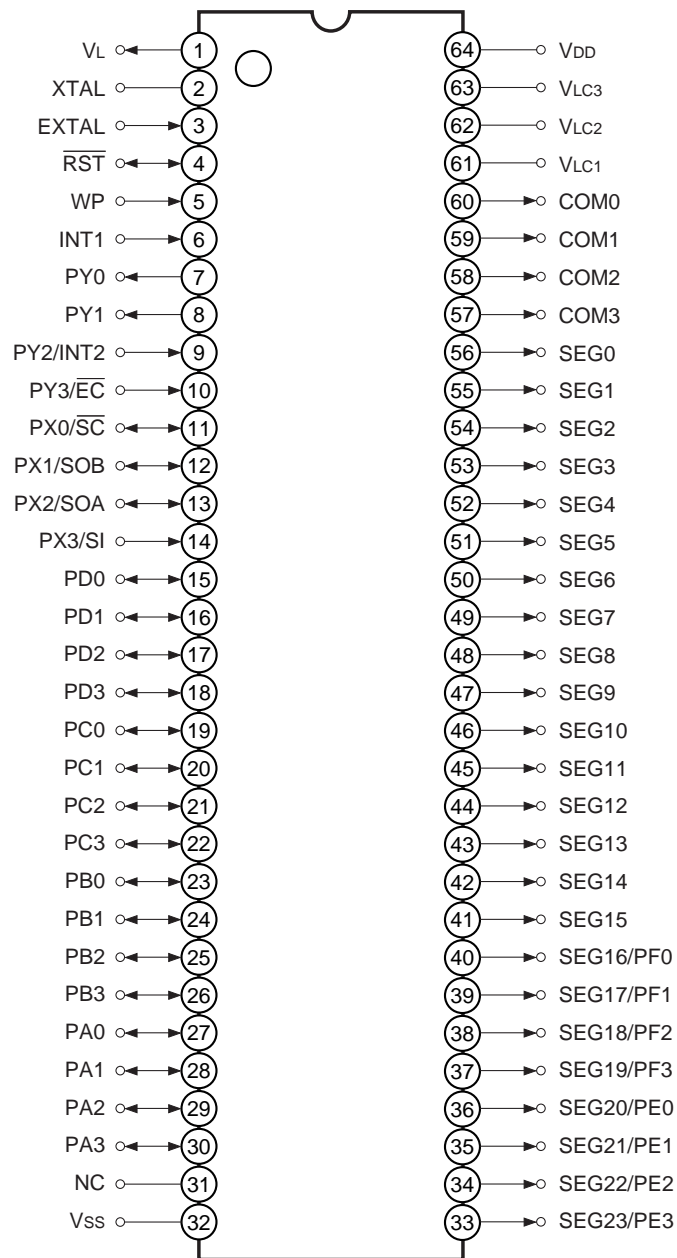 VL 1 64 VDD
XTAL 2 63 VLC3
EXTAL 3 62 VLC2
RST 4 61 VLC1
WP 5 60 COM0
INT1 6 59 COM1
PY0 7 58 COM2
PY1 8 57 COM3
PY2/INT2 9 56 SEG0
PY3/EC 10 55 SEG1
PX0/SC 11 54 SEG2
PX1/SOB 12 53 SEG3
PX2/SOA 13 52 SEG4
PX3/SI 14 51 SEG5
PD0 15 50 SEG6
PD1 16 49 SEG7
PD2 17 48 SEG8
PD3 18 47 SEG9
PC0 19 46 SEG10
PC1 20 45 SEG11
PC2 21 44 SEG12
PC3 22 43 SEG13
PB0 23 42 SEG14
PB1 24 41 SEG15
PB2 25 40 SEG16/PF0
PB3 26 39 SEG17/PF1
PA0 27 38 SEG18/PF2
PA1 28 37 SEG19/PF3
PA2 29 36 SEG20/PE0
PA3 30 35 SEG21/PE1
NC 31 34 SEG22/PE2
VSS 32 33 SEG23/PE3